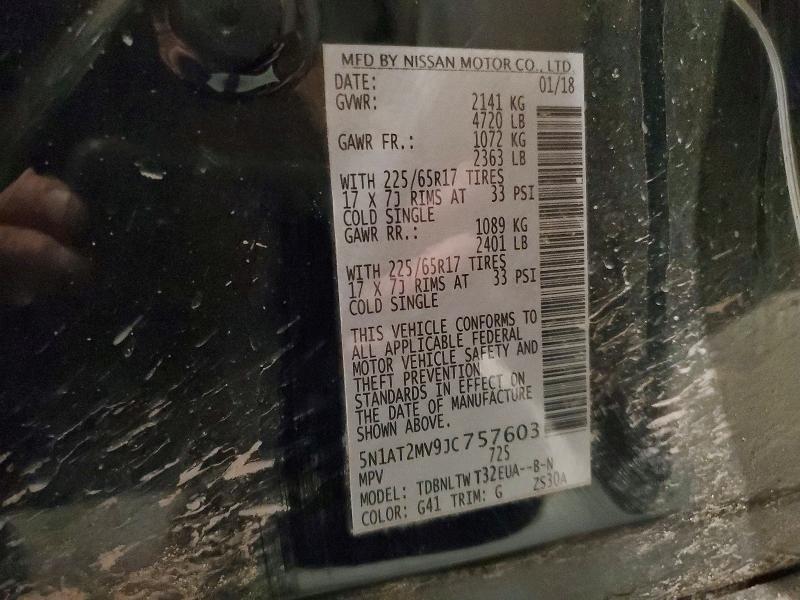 MFD BY NISSAN MOTOR CO., LTD.
DATE: 01/18
GVWR: 2141 KG
4720 LB
GAWR FR.: 1072 KG
2363 LB
WITH 225/65R17 TIRES
17 X 7J RIMS AT 33 PSI
COLD SINGLE
GAWR RR.: 1089 KG
2401 LB
WITH 225/65R17 TIRES
17 X 7J RIMS AT 33 PSI
COLD SINGLE
THIS VEHICLE CONFORMS TO
ALL APPLICABLE FEDERAL
MOTOR VEHICLE SAFETY AND
THEFT PREVENTION
STANDARDS IN EFFECT ON
THE DATE OF MANUFACTURE
SHOWN ABOVE.
5N1AT2MV9JC757603
MPV 725
MODEL: TDBNLTW T32EUA--B-N
COLOR: G41 TRIM: G ZS30A